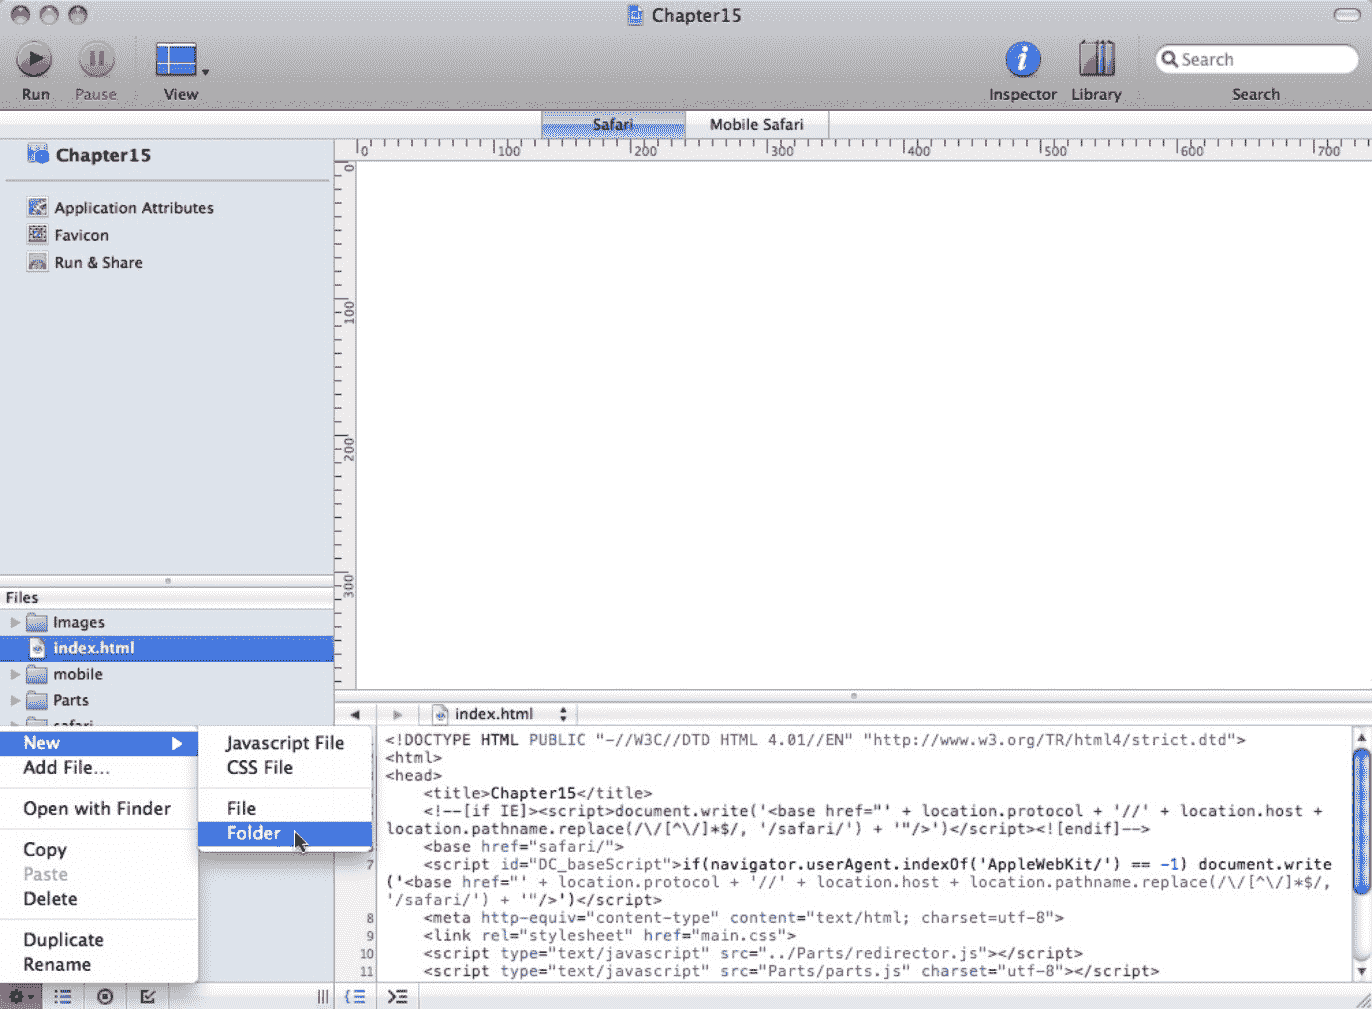 Chapter15
Run
Pause
View
Inspector
Library
Search
Search
Safari
Mobile Safari
Chapter15
0
100
200
300
400
500
600
700
Application Attributes
Favicon
Run & Share
0
100
200
300
Files
Images
index.html
mobile
Parts
safari
New
Add File...
Open with Finder
Copy
Paste
Delete
Duplicate
Rename
Javascript File
CSS File
File
Folder
index.html
<!DOCTYPE HTML PUBLIC "-//W3C//DTD HTML 4.01//EN" "http://www.w3.org/TR/html4/strict.dtd">
<html>
<head>
<title>Chapter15</title>
<!--[if IE]><script>document.write('<base href="' + location.protocol + '//' + location.host +
location.pathname.replace(/\/[^\/]*$/, '/safari/') + '"/>')</script><![endif]-->
<base href="safari/">
7 <script id="DC_baseScript">if(navigator.userAgent.indexOf('AppleWebKit/') == -1) document.write
('<base href="' + location.protocol + '//' + location.host + location.pathname.replace(/\/[^\/]*$/,
'/safari/') + '"/>')</script>
8 <meta http-equiv="content-type" content="text/html; charset=utf-8">
9 <link rel="stylesheet" href="main.css">
10 <script type="text/javascript" src="../Parts/redirector.js"></script>
11 <script type="text/javascript" src="Parts/parts.js" charset="utf-8"></script>